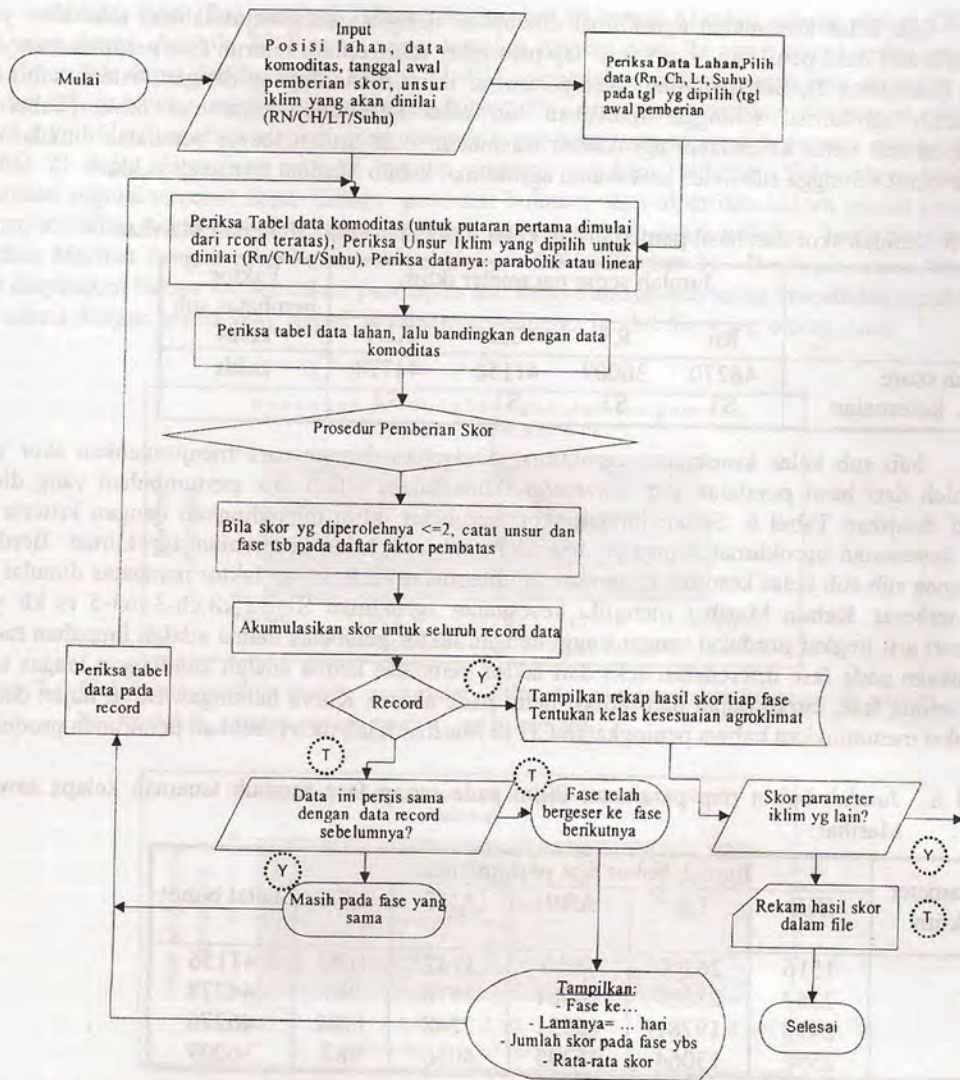 Mulai
Input
Posisi lahan, data
komoditas, tanggal awal
pemberian skor, unsur
iklim yang akan dinilai
(RN/CH/LT/Suhu)
Periksa Data Lahan,Pilih
data (Rn, Ch, Lt, Suhu)
pada tgl yg dipilih (tgl
awal pemberian
Periksa Tabel data komoditas (untuk putaran pertama dimulai
dari rcord teratas), Periksa Unsur Iklim yang dipilih untuk
dinilai (Rn/Ch/Lt/Suhu), Periksa datanya: parabolik atau linear
Periksa tabel data lahan, lalu bandingkan dengan data
komoditas
Prosedur Pemberian Skor
Bila skor yg diperolehnya <=2, catat unsur dan
fase tsb pada daftar faktor pembatas
Akumulasikan skor untuk seluruh record data
Periksa tabel
data pada
record
Record
Y
Tampilkan rekap hasil skor tiap fase
Tentukan kelas kesesuaian agroklimat
T
Data ini persis sama
dengan data record
sebelumnya?
T
Fase telah
bergeser ke fase
berikutnya
Skor parameter
iklim yg lain?
Y
Y
Masih pada fase yang
sama
Rekam hasil skor
dalam file
T
Tampilkan:
- Fase ke...
- Lamanya= ... hari
- Jumlah skor pada fase ybs
- Rata-rata skor
Selesai